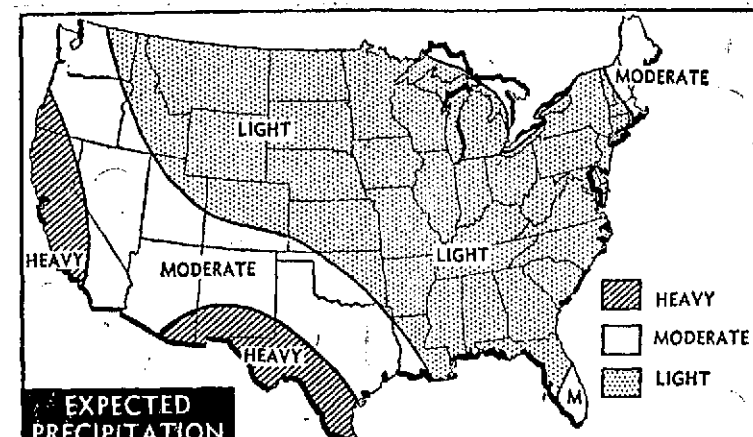 MODERATE
LIGHT
HEAVY
MODERATE
LIGHT
HEAVY
M
HEAVY
MODERATE
LIGHT
EXPECTED
PRECIPITATION